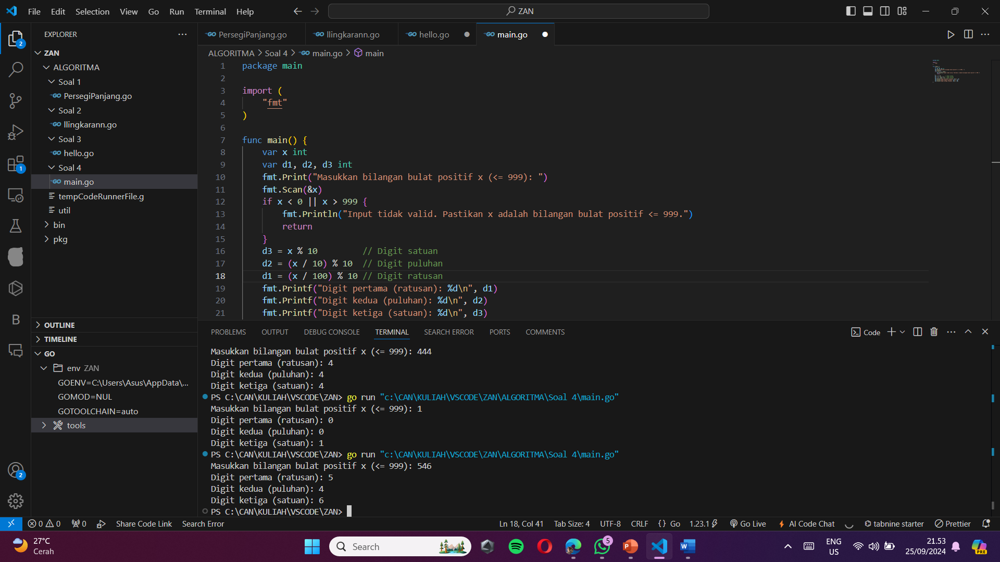 File Edit Selection View Go Run Terminal Help
ZAN
EXPLORER
2
ZAN
ALGORITMA
Soal 1
GO PersegiPanjang.go
Soal 2
GO llingkarann.go
Soal 3
GO hello.go
Soal 4
GO main.go
tempCodeRunnerFile.g
util
bin
pkg
1
B
2
OUTLINE
TIMELINE
GO
env ZAN
GOENV=C:\Users\Asus\AppData\...
GOMOD=NUL
GOTOOLCHAIN=auto
tools
GO PersegiPanjang.go GO llingkarann.go GO hello.go GO main.go
ALGORITMA > Soal 4 > GO main.go > main
1 package main
2
3 import (
4 "fmt"
5 )
6
7 func main() {
8 var x int
9 var d1, d2, d3 int
10 fmt.Print("Masukkan bilangan bulat positif x (<= 999): ")
11 fmt.Scan(&x)
12 if x < 0 || x > 999 {
13 fmt.Println("Input tidak valid. Pastikan x adalah bilangan bulat positif <= 999.")
14 return
15 }
16 d3 = x % 10 // Digit satuan
17 d2 = (x / 10) % 10 // Digit puluhan
18 d1 = (x / 100) % 10 // Digit ratusan
19 fmt.Printf("Digit pertama (ratusan): %d\n", d1)
20 fmt.Printf("Digit kedua (puluhan): %d\n", d2)
21 fmt.Printf("Digit ketiga (satuan): %d\n", d3)
PROBLEMS OUTPUT DEBUG CONSOLE TERMINAL SEARCH ERROR PORTS COMMENTS
Code
Masukkan bilangan bulat positif x (<= 999): 444
Digit pertama (ratusan): 4
Digit kedua (puluhan): 4
Digit ketiga (satuan): 4
PS C:\CAN\KULIAH\VSCODE\ZAN> go run "c:\CAN\KULIAH\VSCODE\ZAN\ALGORITMA\Soal 4\main.go"
Masukkan bilangan bulat positif x (<= 999): 1
Digit pertama (ratusan): 0
Digit kedua (puluhan): 0
Digit ketiga (satuan): 1
PS C:\CAN\KULIAH\VSCODE\ZAN> go run "c:\CAN\KULIAH\VSCODE\ZAN\ALGORITMA\Soal 4\main.go"
Masukkan bilangan bulat positif x (<= 999): 546
Digit pertama (ratusan): 5
Digit kedua (puluhan): 4
Digit ketiga (satuan): 6
PS C:\CAN\KULIAH\VSCODE\ZAN>
0 0 0 Share Code Link Search Error
Ln 18, Col 41 Tab Size: 4 UTF-8 CRLF {} Go 1.23.1 Go Live AI Code Chat tabnine starter Prettier
27°C
Cerah
Search
5
P
W
ENG
US
21.53
25/09/2024
PRE